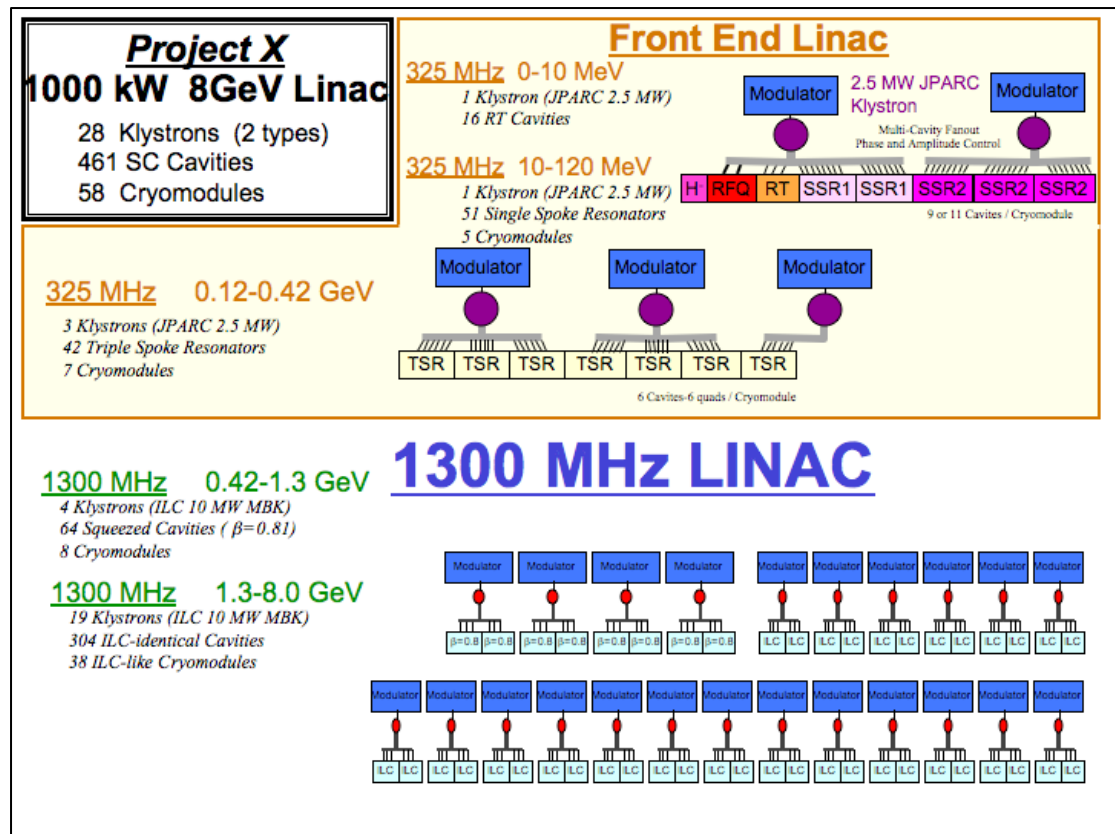 Project X
1000 kW 8GeV Linac
28 Klystrons (2 types)
461 SC Cavities
58 Cryomodules
Front End Linac
325 MHz 0-10 MeV
1 Klystron (JPARC 2.5 MW)
16 RT Cavities
325 MHz 10-120 MeV
1 Klystron (JPARC 2.5 MW)
51 Single Spoke Resonators
5 Cryomodules
Modulator
2.5 MW JPARC
Klystron
Modulator
Multi-Cavity Fanout
Phase and Amplitude Control
H- RFQ RT SSR1 SSR1 SSR2 SSR2 SSR2
9 or 11 Cavites / Cryomodule
325 MHz 0.12-0.42 GeV
3 Klystrons (JPARC 2.5 MW)
42 Triple Spoke Resonators
7 Cryomodules
Modulator Modulator Modulator
TSR TSR TSR TSR TSR TSR TSR
6 Cavites-6 quads / Cryomodule
1300 MHz LINAC
1300 MHz 0.42-1.3 GeV
4 Klystrons (ILC 10 MW MBK)
64 Squeezed Cavities ( β=0.81)
8 Cryomodules
1300 MHz 1.3-8.0 GeV
19 Klystrons (ILC 10 MW MBK)
304 ILC-identical Cavities
38 ILC-like Cryomodules
Modulator Modulator Modulator Modulator Modulator Modulator Modulator Modulator Modulator Modulator
β=0.8 β=0.8 β=0.8 β=0.8 β=0.8 β=0.8 β=0.8 β=0.8 ILC ILC ILC ILC ILC ILC ILC ILC ILC ILC ILC ILC
Modulator Modulator Modulator Modulator Modulator Modulator Modulator Modulator Modulator Modulator Modulator Modulator Modulator
ILC ILC ILC ILC ILC ILC ILC ILC ILC ILC ILC ILC ILC ILC ILC ILC ILC ILC ILC ILC ILC ILC ILC ILC ILC ILC